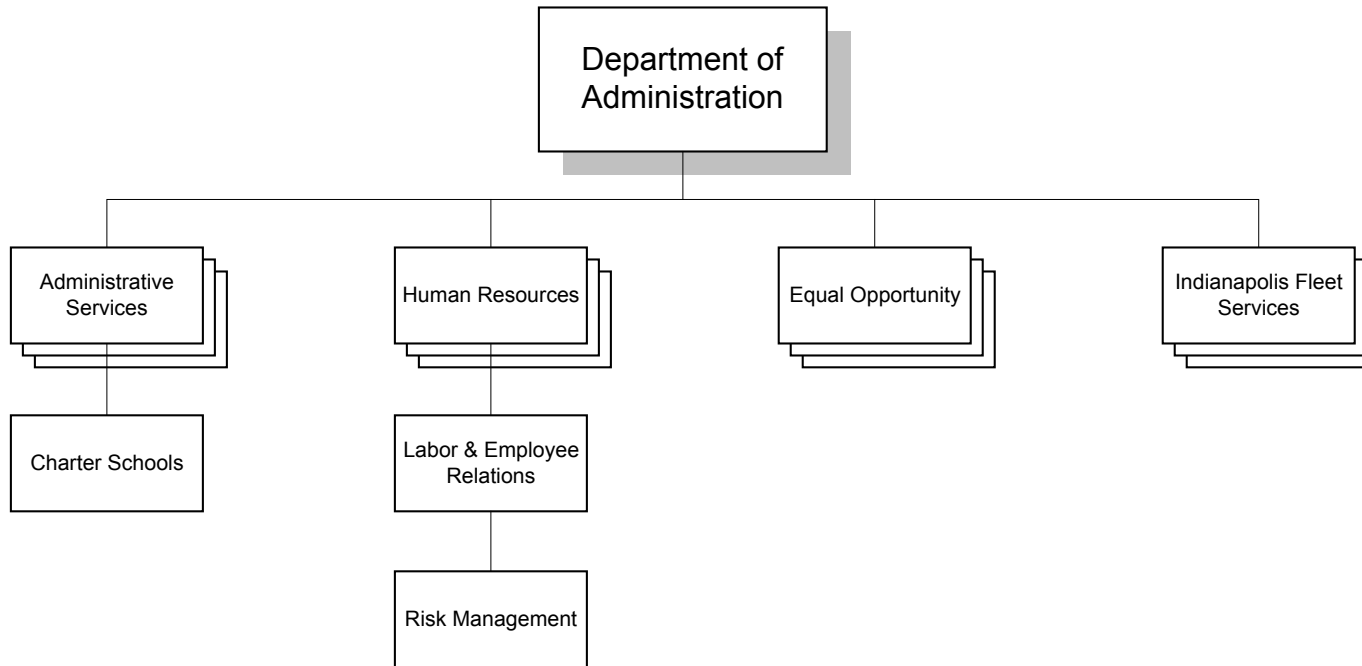 Department of
Administration
Administrative
Services
Human Resources
Equal Opportunity
Indianapolis Fleet
Services
Charter Schools
Labor & Employee
Relations
Risk Management